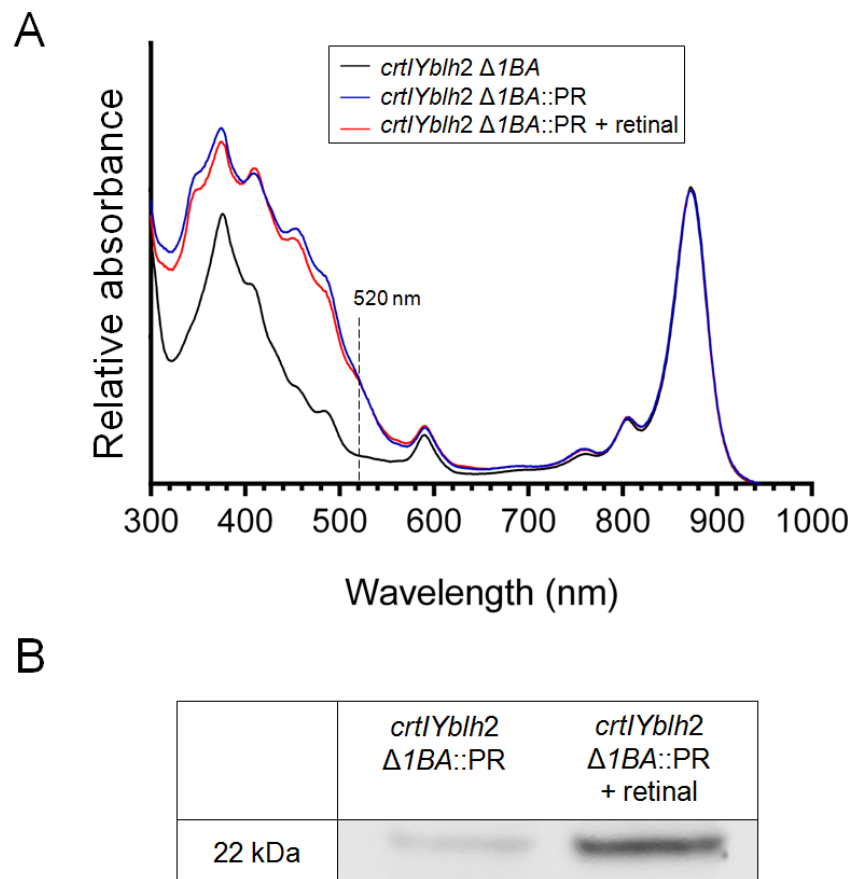 A
crtIYblh2 Δ1BA
crtIYblh2 Δ1BA::PR
crtIYblh2 Δ1BA::PR + retinal
Relative absorbance
520 nm
300 400 500 600 700 800 900 1000
Wavelength (nm)
B
crtIYblh2
Δ1BA::PR
crtIYblh2
Δ1BA::PR
+ retinal
22 kDa